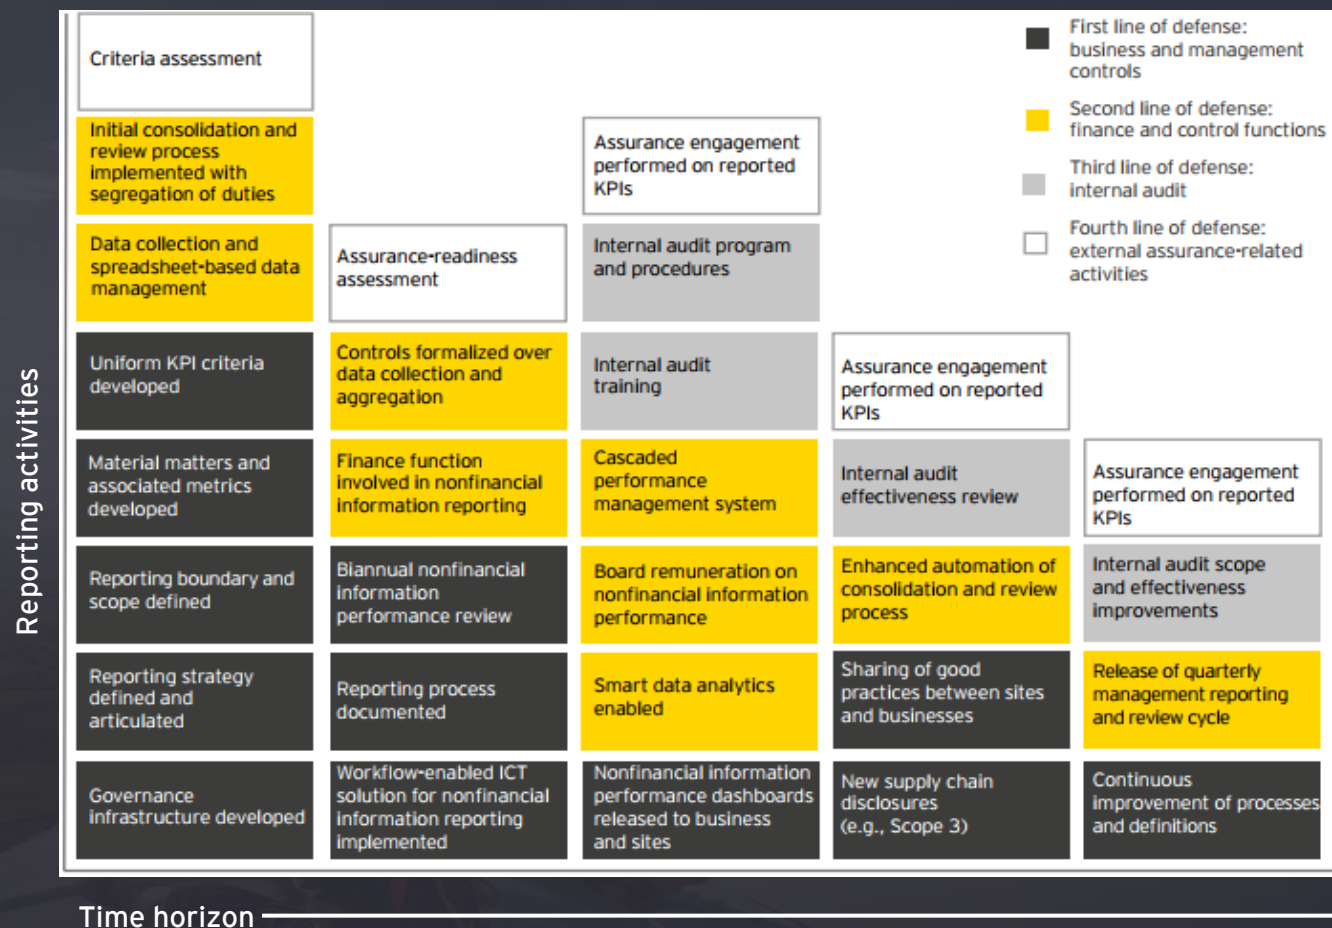 Criteria assessment
Initial consolidation and
review process
implemented with
segregation of duties
Data collection and
spreadsheet-based data
management
Uniform KPI criteria
developed
Material matters and
associated metrics
developed
Reporting boundary and
scope defined
Reporting strategy
defined and
articulated
Governance
infrastructure developed
Assurance-readiness
assessment
Controls formalized over
data collection and
aggregation
Finance function
involved in nonfinancial
information reporting
Biannual nonfinancial
information
performance review
Reporting process
documented
Workflow-enabled ICT
solution for nonfinancial
information reporting
implemented
Assurance engagement
performed on reported
KPIs
Internal audit program
and procedures
Internal audit
training
Cascaded
performance
management system
Board remuneration on
nonfinancial information
performance
Smart data analytics
enabled
Nonfinancial information
performance dashboards
released to business
and sites
Assurance engagement
performed on reported
KPIs
Internal audit
effectiveness review
Enhanced automation of
consolidation and review
process
Sharing of good
practices between sites
and businesses
New supply chain
disclosures
(e.g., Scope 3)
Assurance engagement
performed on reported
KPIs
Internal audit scope
and effectiveness
improvements
Release of quarterly
management reporting
and review cycle
Continuous
improvement of processes
and definitions
First line of defense:
business and management
controls
Second line of defense:
finance and control functions
Third line of defense:
internal audit
Fourth line of defense:
external assurance-related
activities
Reporting activities
Time horizon